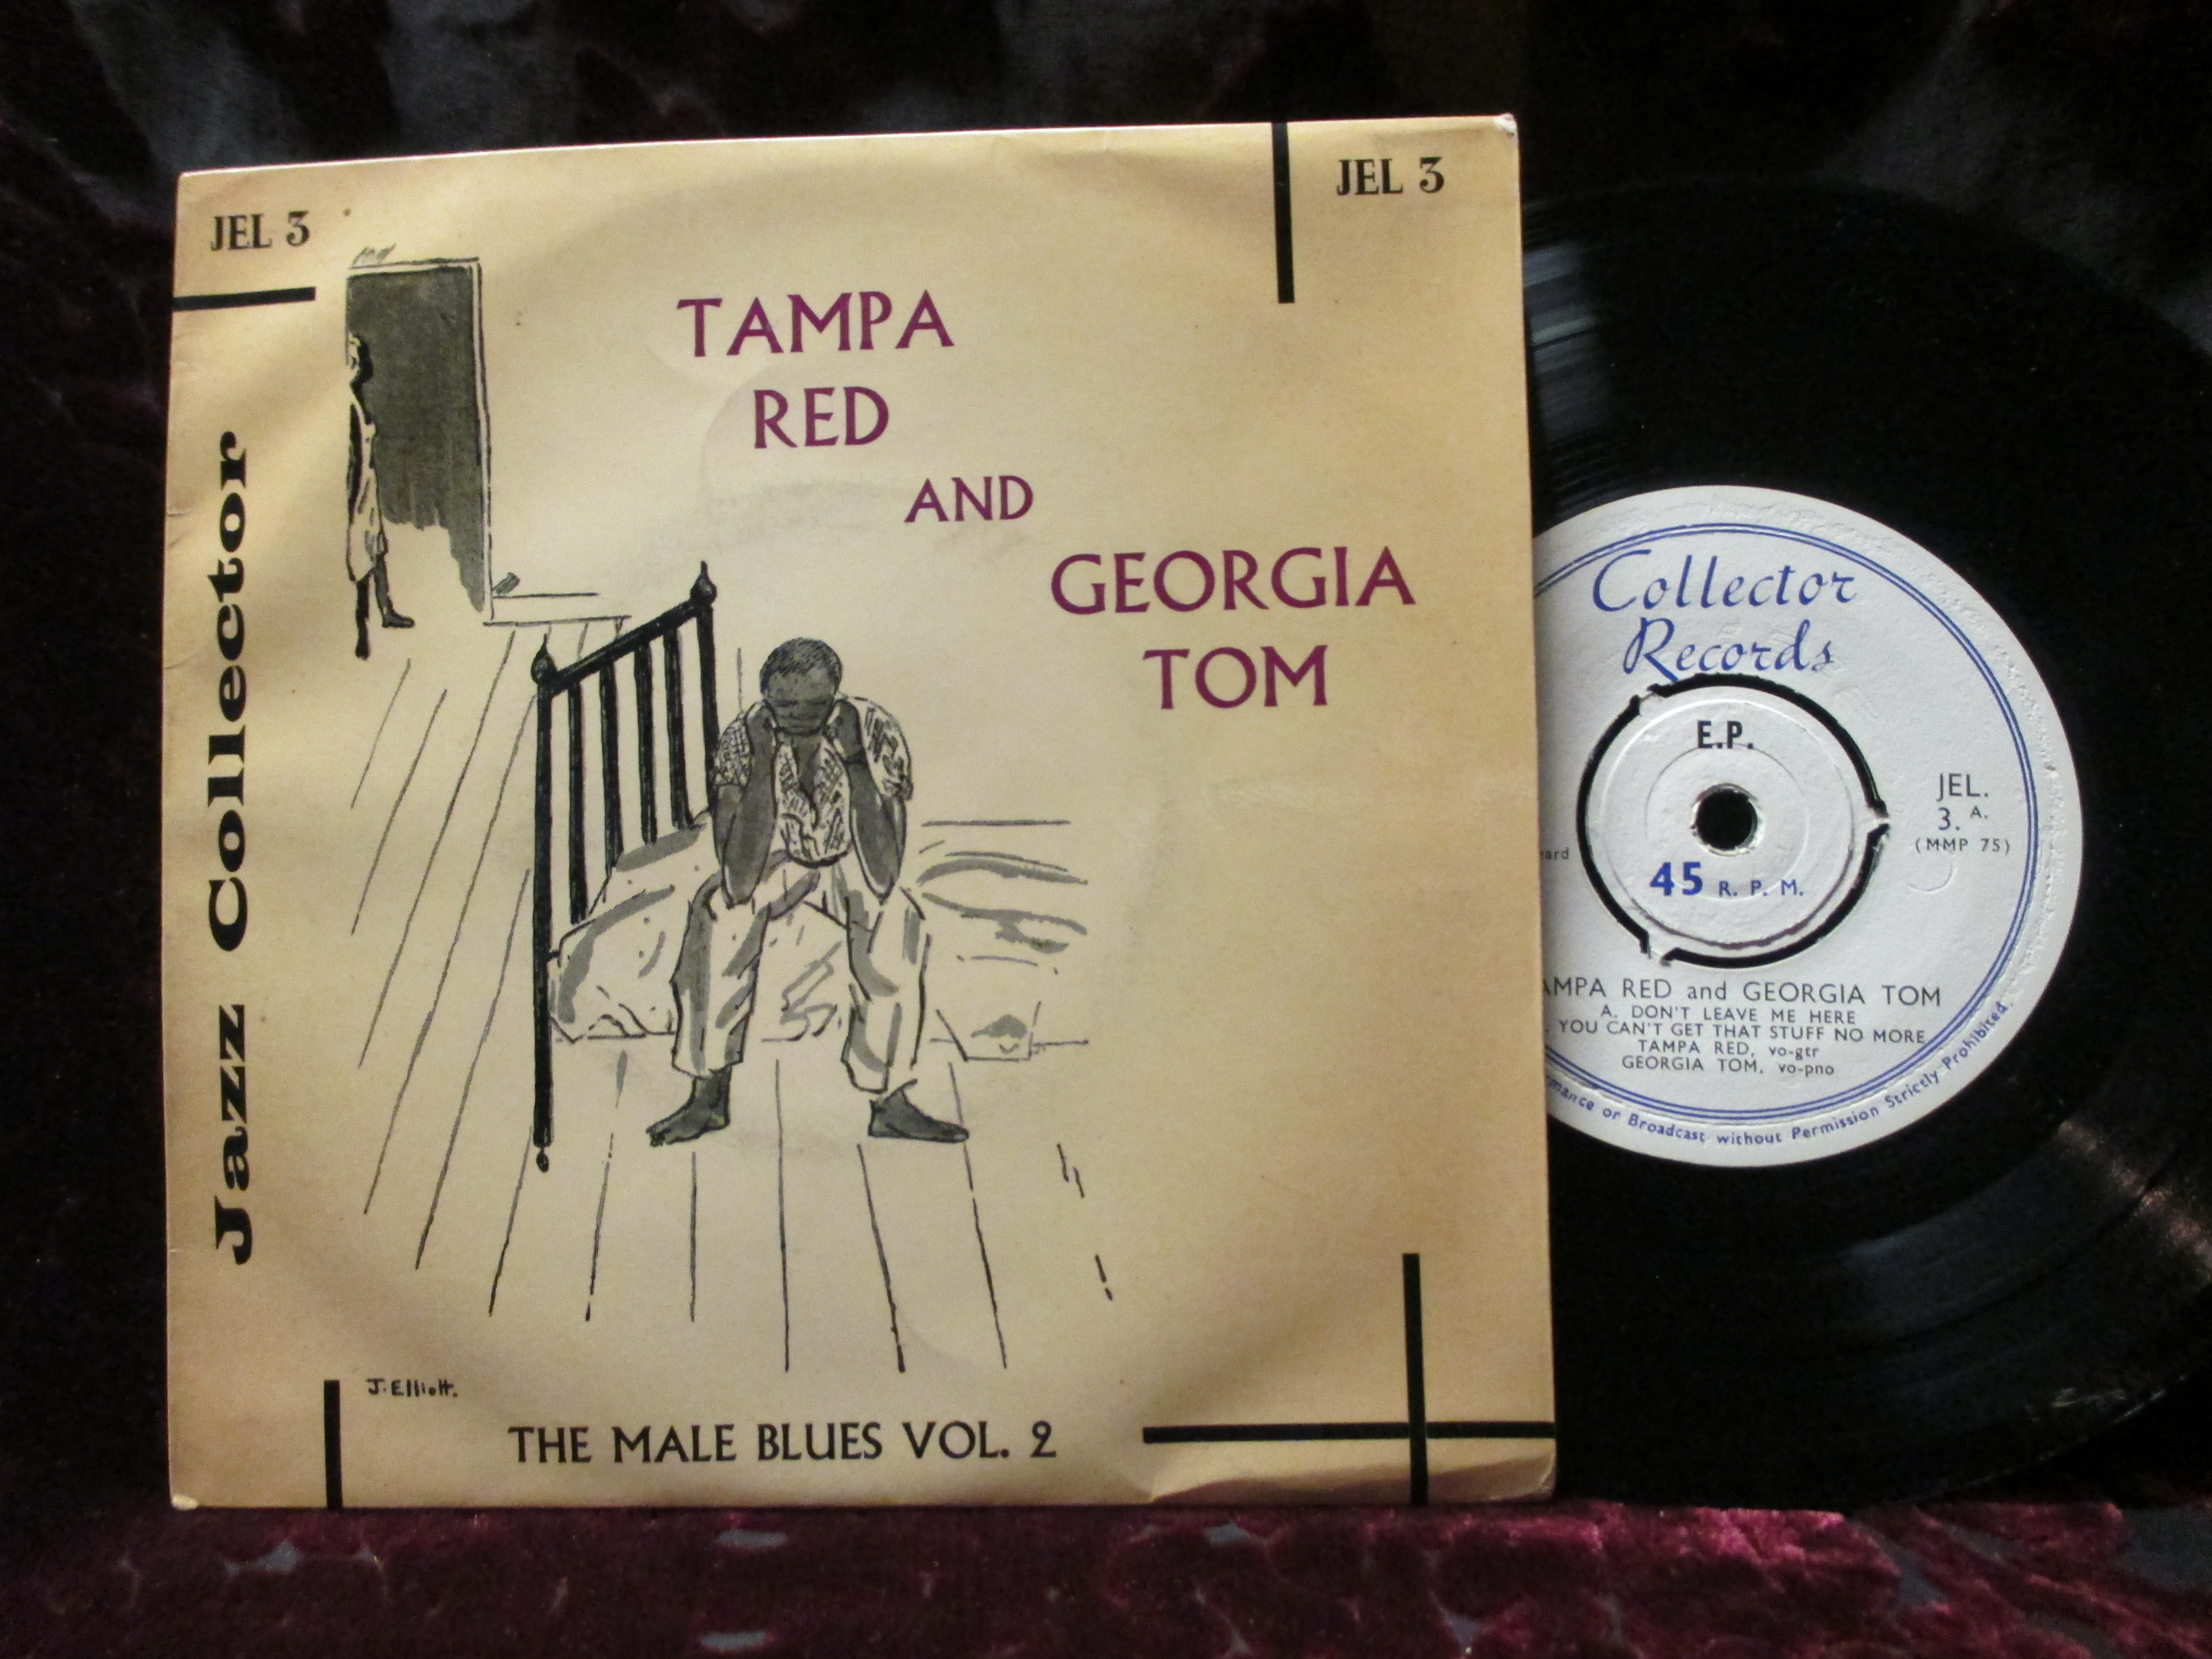 JEL 3
JEL 3
TAMPA
RED
AND
GEORGIA
TOM
Jazz Collector
J. Elliott.
THE MALE BLUES VOL. 2
Collector
Records
E.P.
JEL.
3. A.
(MMP 75)
45 R. P. M.
RED and GEORGIA TOM
A. DON'T LEAVE ME HERE
YOU CAN'T GET THAT STUFF NO MORE
TAMPA RED, vo-gtr
GEORGIA TOM, vo-pno
or Broadcast without Permission Strictly Prohibited